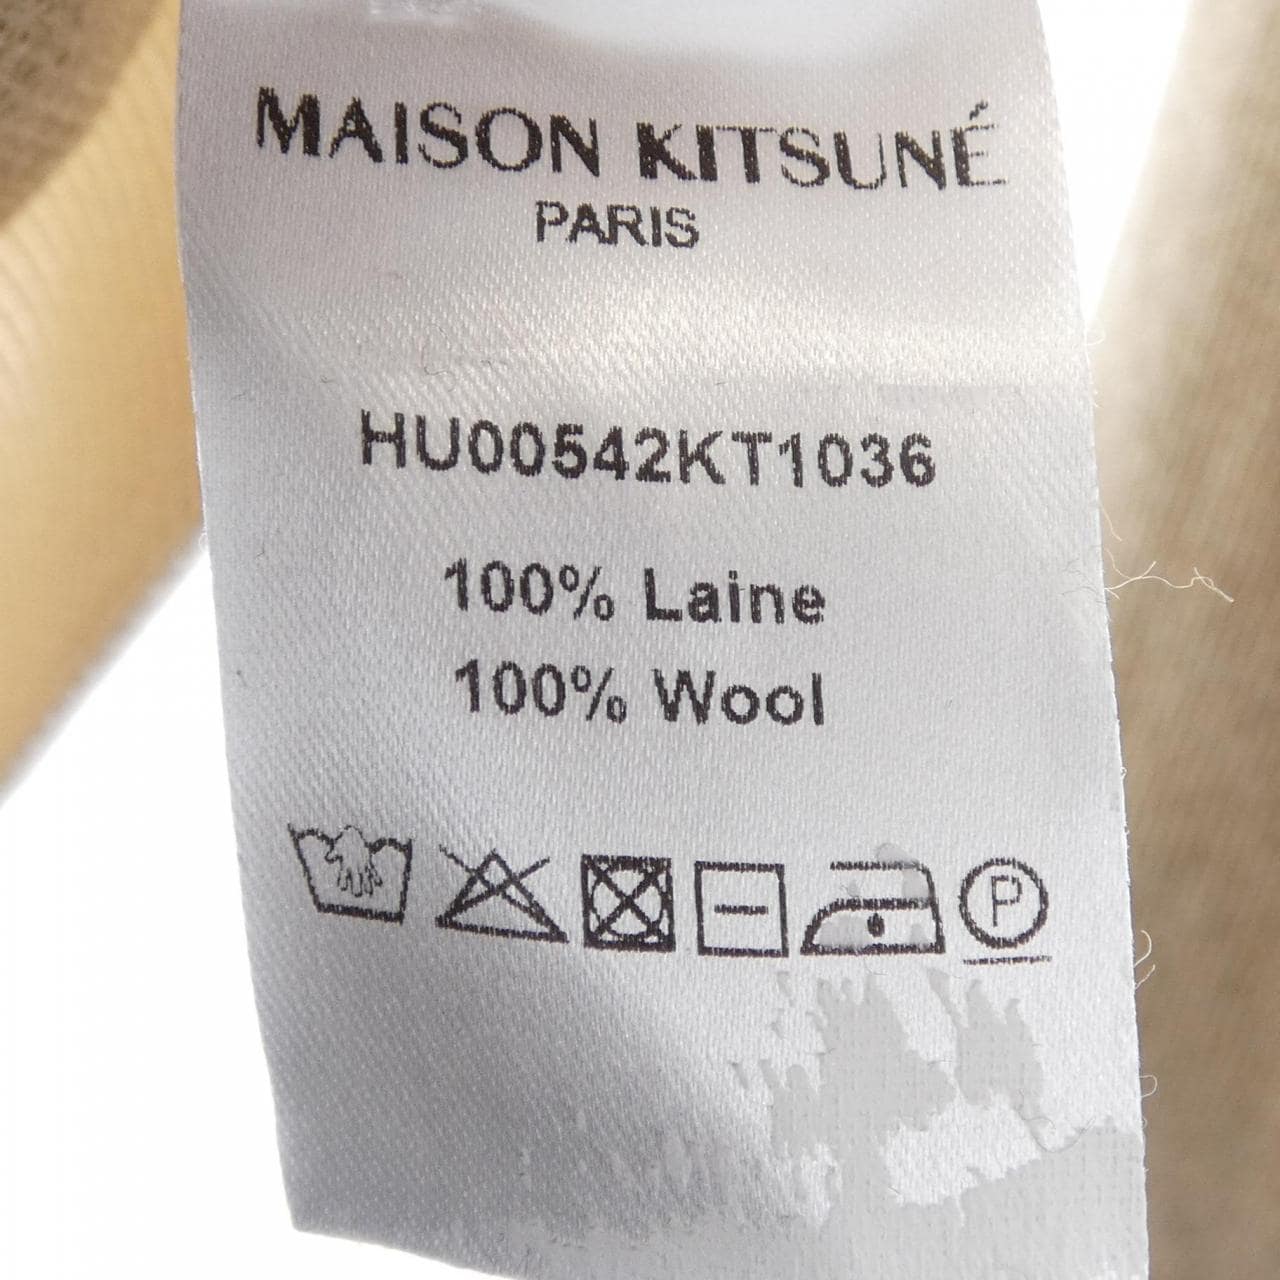 MAISON KITSUNÉ
PARIS
HU00542KT1036
100% Laine
100% Wool
P